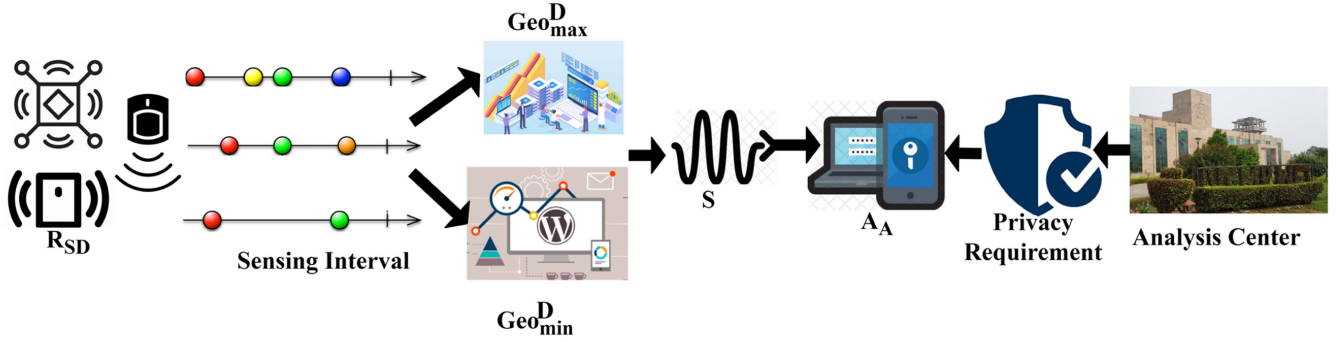 Geo^D_max
R_SD
Sensing Interval
Geo^D_min
S
A_A
Privacy
Requirement
Analysis Center